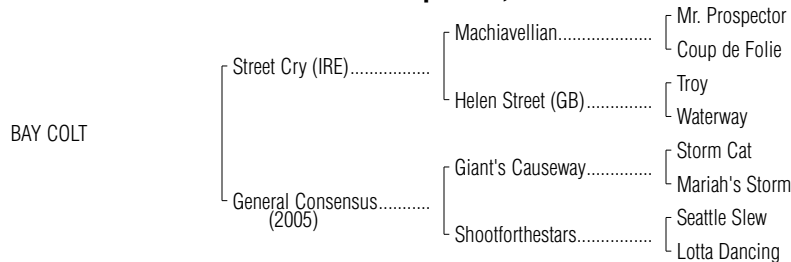 Mr. Prospector
Machiavellian....................
Coup de Folie
Street Cry (IRE).................
Troy
Helen Street (GB)..............
Waterway
BAY COLT
Storm Cat
Giant's Causeway..............
Mariah's Storm
General Consensus...........
(2005)
Seattle Slew
Shootforthestars................
Lotta Dancing